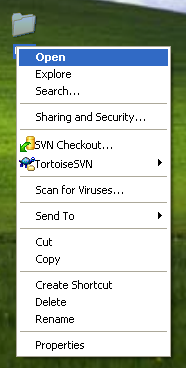 Open
Explore
Search...
Sharing and Security...
SVN Checkout...
TortoiseSVN
Scan for Viruses...
Send To
Cut
Copy
Create Shortcut
Delete
Rename
Properties